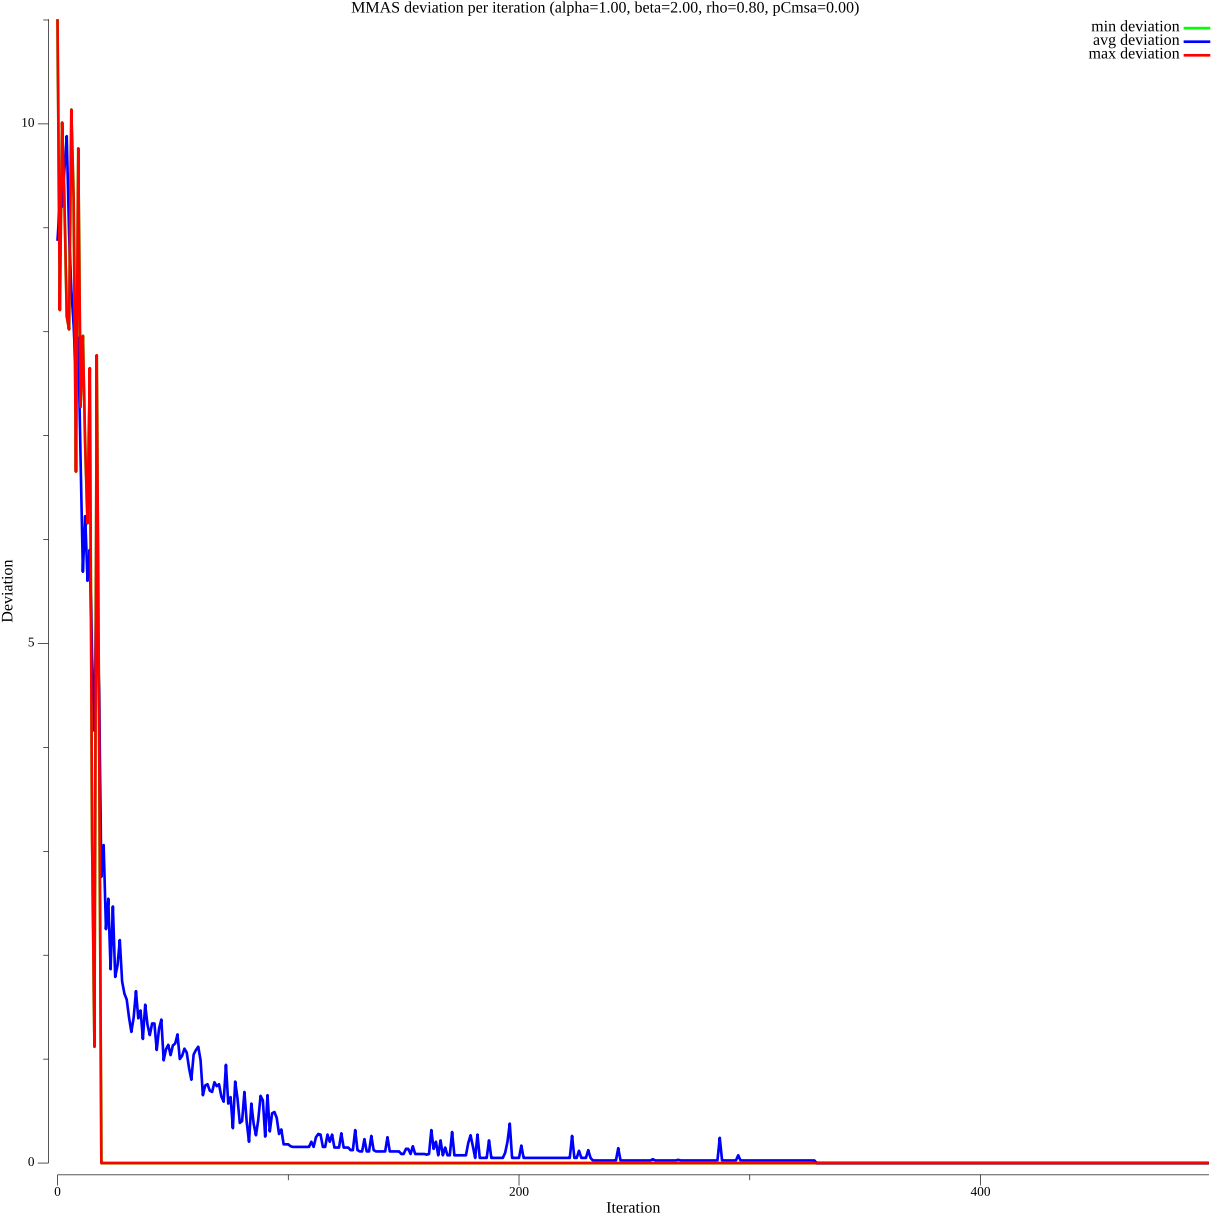 MMAS deviation per iteration (alpha=1.00, beta=2.00, rho=0.80, pCmsa=0.00)
min deviation
avg deviation
max deviation
10
5
0
Deviation
0
200
400
Iteration